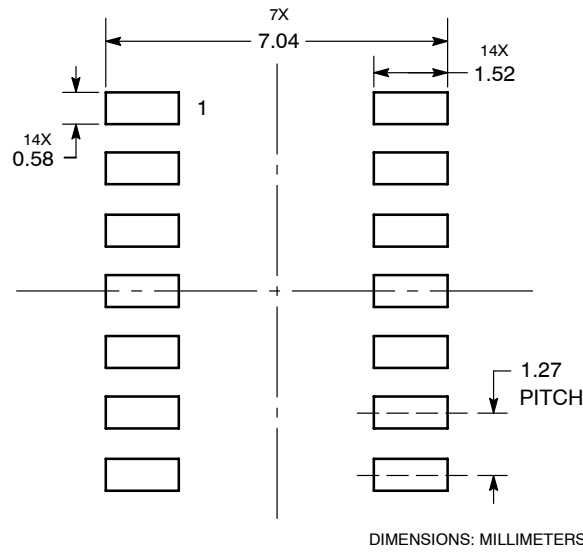 7X
7.04
14X
1.52
1
14X
0.58
1.27
PITCH
DIMENSIONS: MILLIMETERS